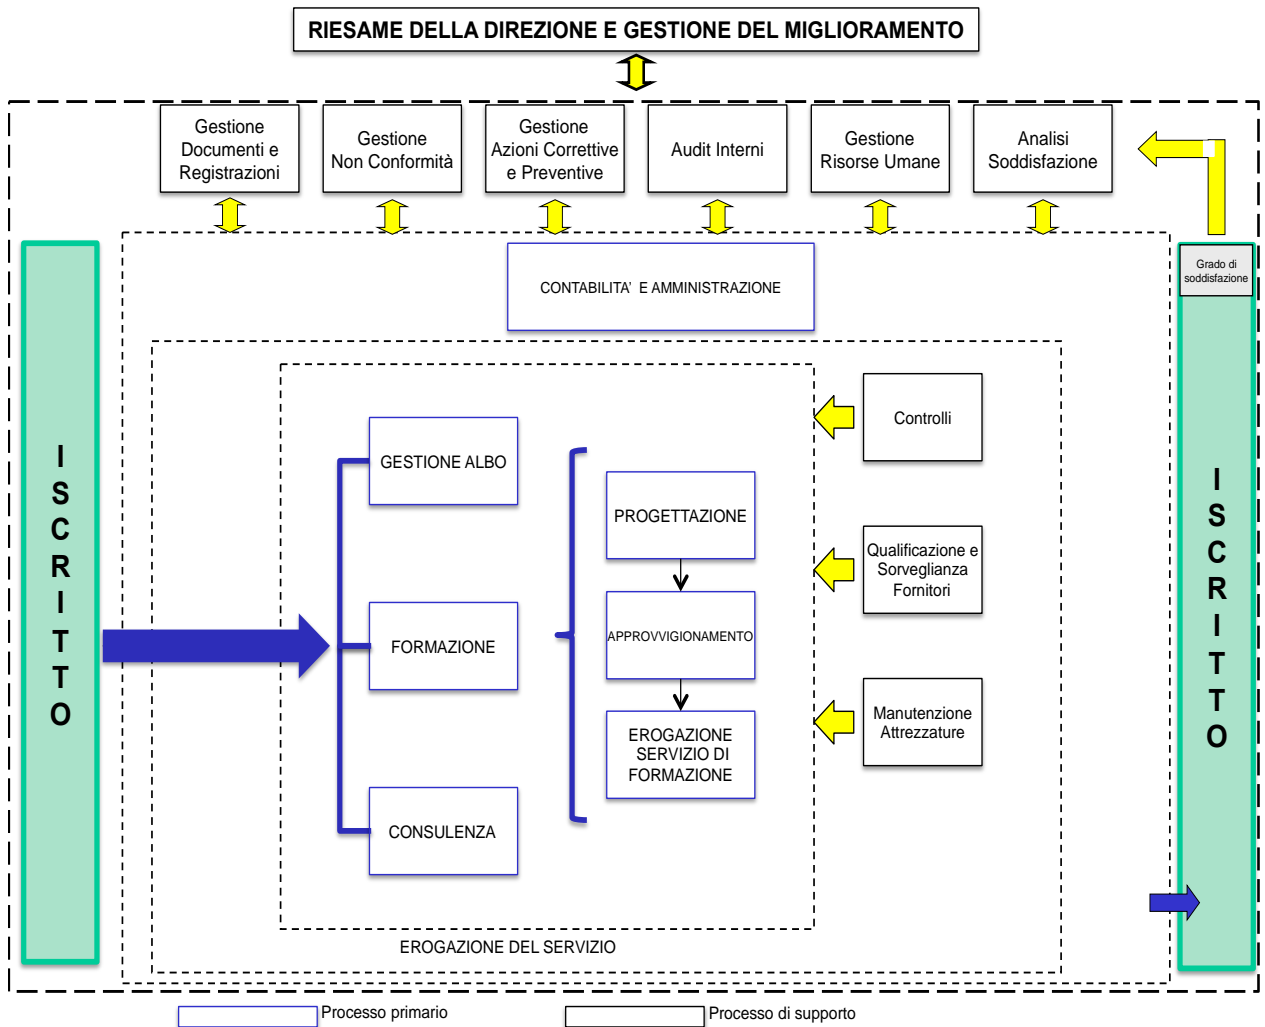 RIESAME DELLA DIREZIONE E GESTIONE DEL MIGLIORAMENTO
Gestione
Documenti e
Registrazioni
Gestione
Non Conformità
Gestione
Azioni Correttive
e Preventive
Audit Interni
Gestione
Risorse Umane
Analisi
Soddisfazione
CONTABILITA' E AMMINISTRAZIONE
Grado di
soddisfazione
I
S
C
R
I
T
T
O
GESTIONE ALBO
FORMAZIONE
CONSULENZA
PROGETTAZIONE
APPROVVIGIONAMENTO
EROGAZIONE
SERVIZIO DI
FORMAZIONE
Controlli
Qualificazione e
Sorveglianza
Fornitori
Manutenzione
Attrezzature
I
S
C
R
I
T
T
O
EROGAZIONE DEL SERVIZIO
Processo primario
Processo di supporto